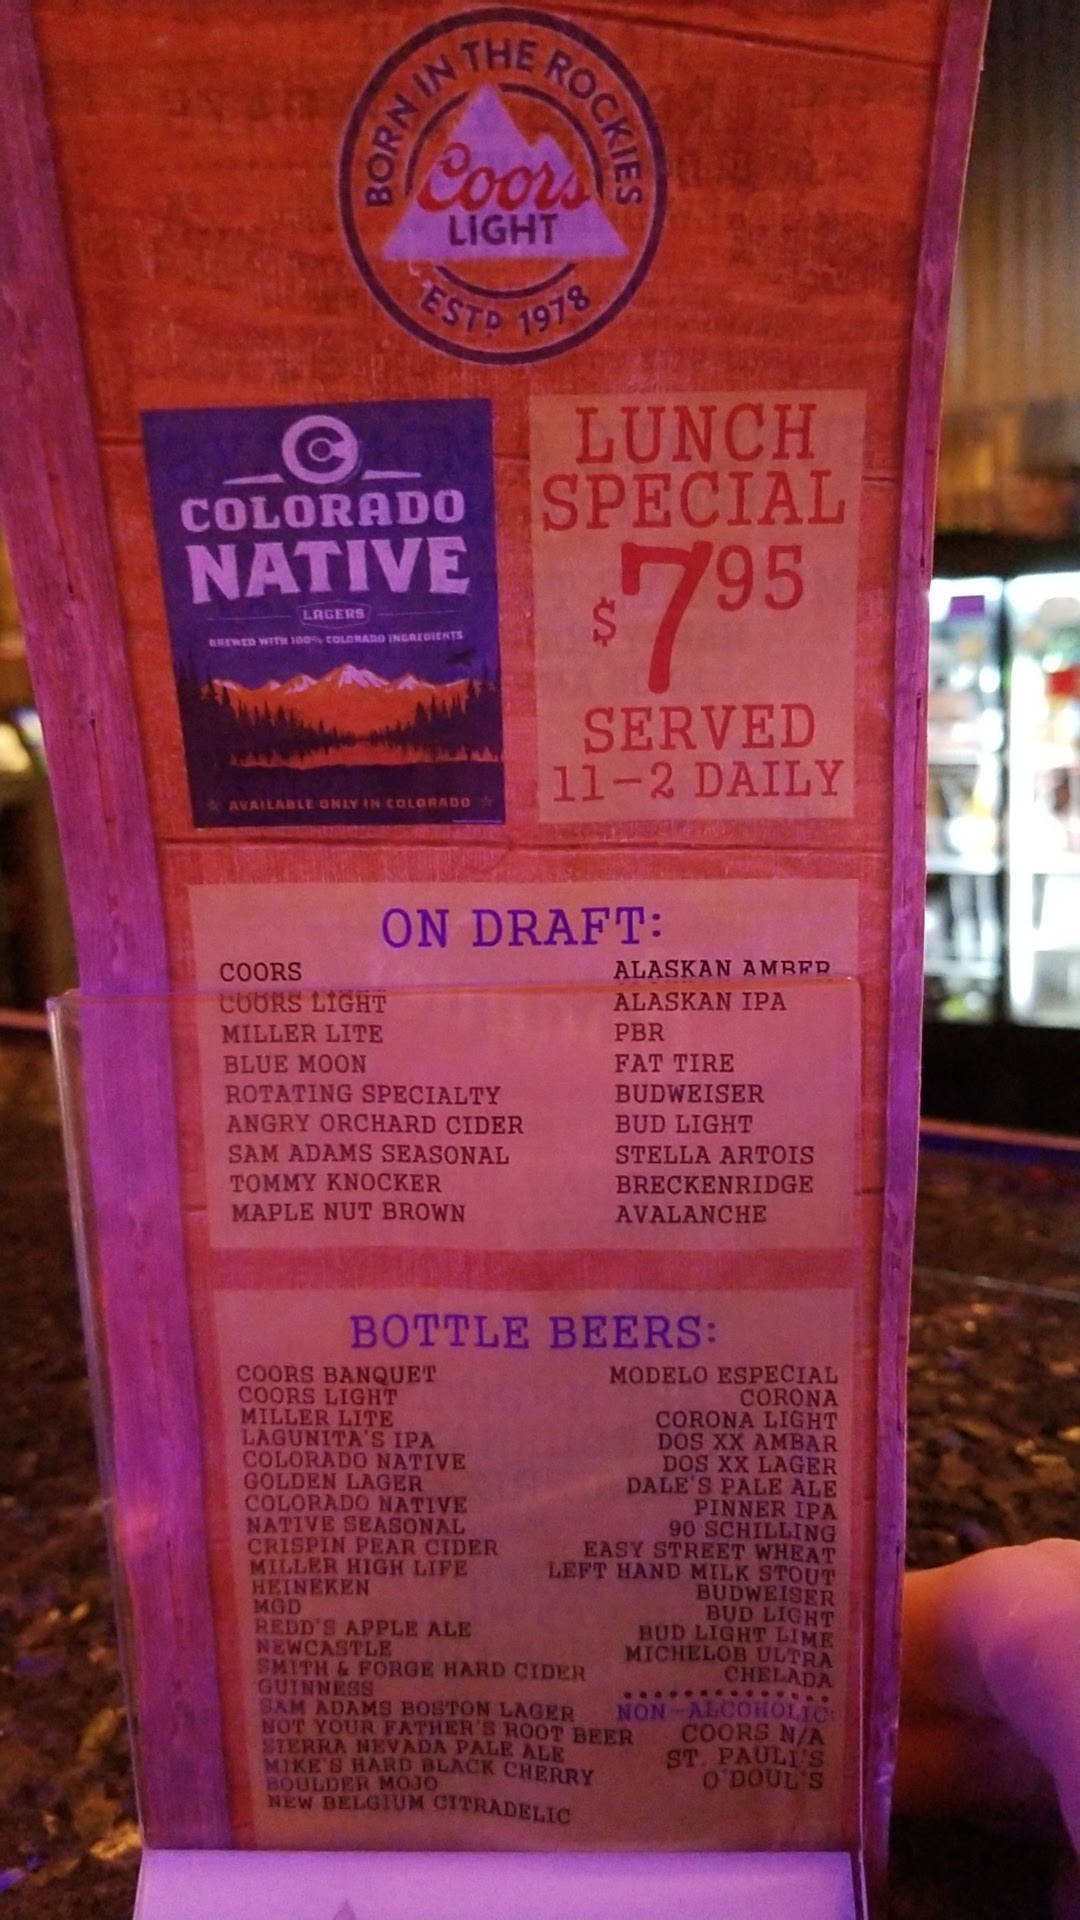 BORN IN THE ROCKIES
Coors
LIGHT
ESTD 1978
C
COLORADO
NATIVE
LAGERS
BREWED WITH 100% COLORADO INGREDIENTS
AVAILABLE ONLY IN COLORADO
LUNCH
SPECIAL
$7.95
SERVED
11-2 DAILY
ON DRAFT:
COORS
COORS LIGHT
MILLER LITE
BLUE MOON
ROTATING SPECIALTY
ANGRY ORCHARD CIDER
SAM ADAMS SEASONAL
TOMMY KNOCKER
MAPLE NUT BROWN
ALASKAN AMBER
ALASKAN IPA
PBR
FAT TIRE
BUDWEISER
BUD LIGHT
STELLA ARTOIS
BRECKENRIDGE
AVALANCHE
BOTTLE BEERS:
COORS BANQUET
COORS LIGHT
MILLER LITE
LAGUNITA'S IPA
COLORADO NATIVE
GOLDEN LAGER
COLORADO NATIVE
NATIVE SEASONAL
CRISPIN PEAR CIDER
MILLER HIGH LIFE
HEINEKEN
MGD
REDD'S APPLE ALE
NEWCASTLE
SMITH & FORGE HARD CIDER
GUINNESS
SAM ADAMS BOSTON LAGER
NOT YOUR FATHER'S ROOT BEER
SIERRA NEVADA PALE ALE
MIKE'S HARD BLACK CHERRY
BOULDER MOJO
NEW BELGIUM CITRADELIC
MODELO ESPECIAL
CORONA
CORONA LIGHT
DOS XX AMBAR
DOS XX LAGER
DALE'S PALE ALE
PINNER IPA
90 SCHILLING
EASY STREET WHEAT
LEFT HAND MILK STOUT
BUDWEISER
BUD LIGHT
BUD LIGHT LIME
MICHELOB ULTRA
CHELADA
NON-ALCOHOLIC:
COORS N/A
ST. PAULI'S
O'DOUL'S